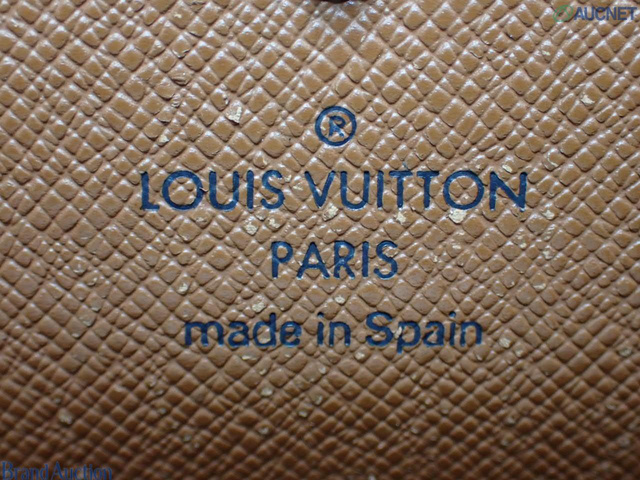 AUCNET
®
LOUIS VUITTON
PARIS
made in Spain
Brand Auction